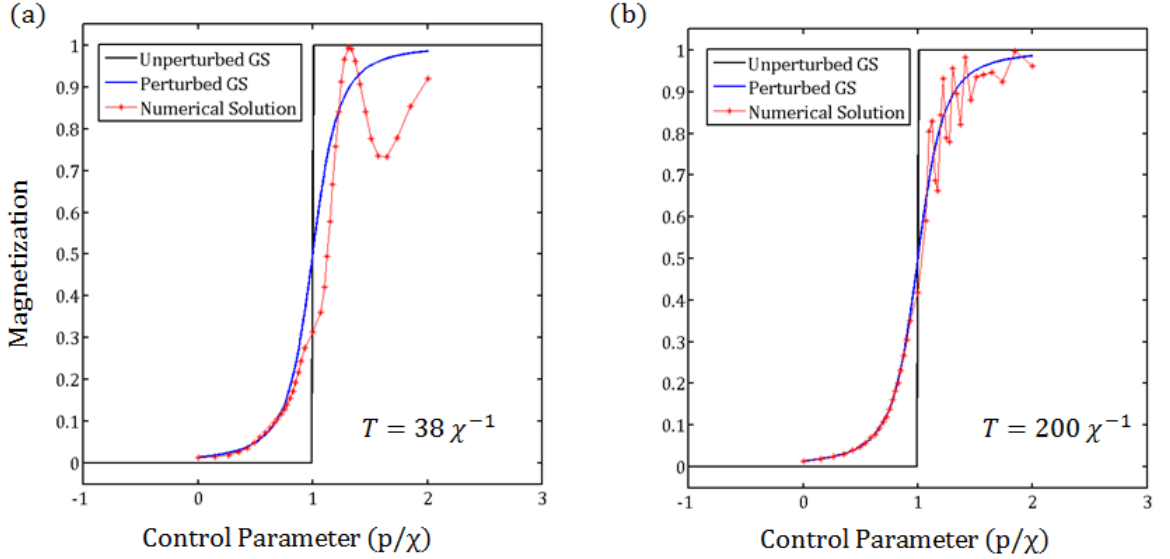 (a)
Magnetization
1
0.9
0.8
0.7
0.6
0.5
0.4
0.3
0.2
0.1
0
Unperturbed GS
Perturbed GS
Numerical Solution
T = 38 χ⁻¹
-1
0
1
2
3
Control Parameter (p/χ)
(b)
1
0.9
0.8
0.7
0.6
0.5
0.4
0.3
0.2
0.1
0
Unperturbed GS
Perturbed GS
Numerical Solution
T = 200 χ⁻¹
-1
0
1
2
3
Control Parameter (p/χ)